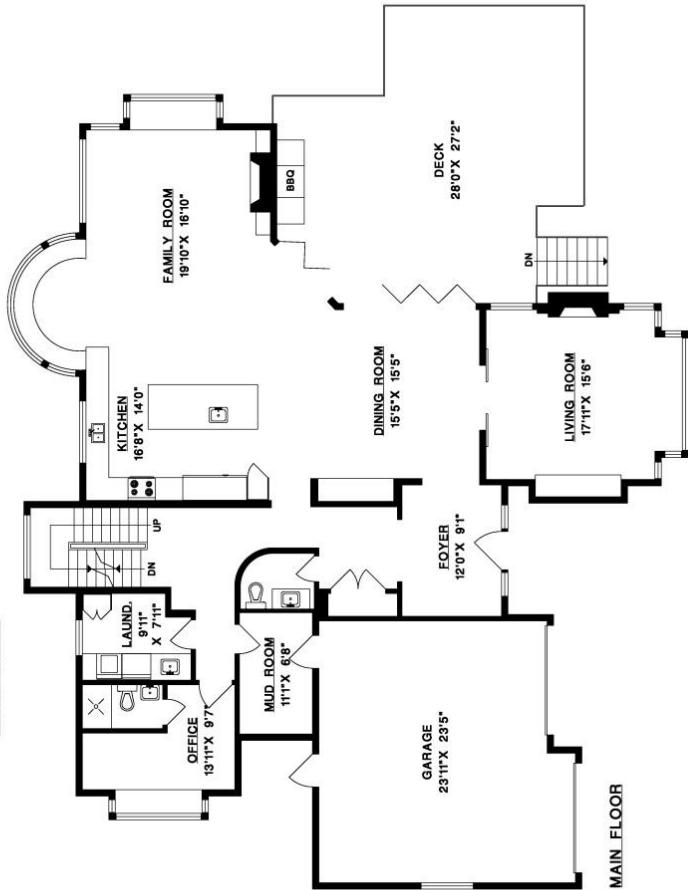 DECK
28'0"X 27'2"
BBQ
FAMILY ROOM
19'10"X 16'10"
DN
KITCHEN
16'8"X 14'0"
DINING ROOM
15'5"X 15'5"
LIVING ROOM
17'11"X 15'6"
UP
DN
FOYER
12'0"X 9'1"
LAUND.
9'11"
X 7'11"
MUD ROOM
11'1"X 6'8"
OFFICE
13'11"X 9'7"
GARAGE
23'11"X 23'5"
MAIN FLOOR